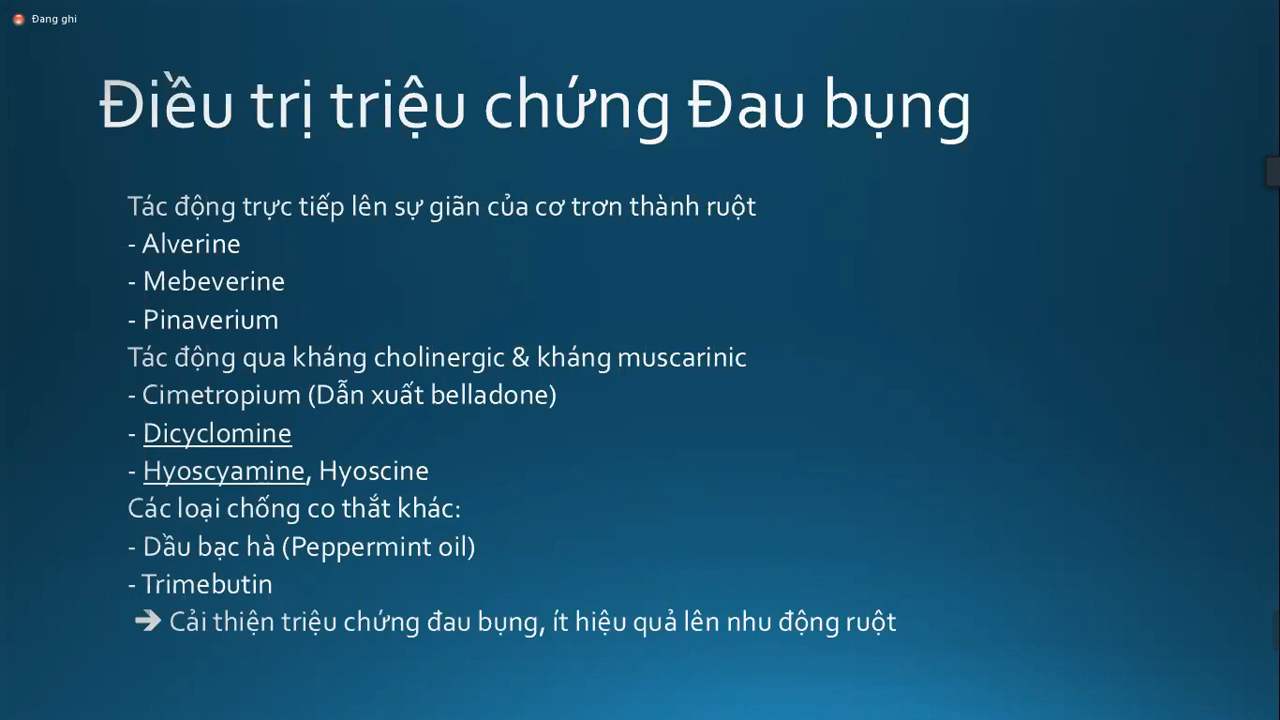 Đang ghi
Điều trị triệu chứng Đau bụng
Tác động trực tiếp lên sự giãn của cơ trơn thành ruột
- Alverine
- Mebeverine
- Pinaverium
Tác động qua kháng cholinergic & kháng muscarinic
- Cimetropium (Dẫn xuất belladone)
- Dicyclomine
- Hyoscyamine, Hyoscine
Các loại chống co thắt khác:
- Dầu bạc hà (Peppermint oil)
- Trimebutin
➔ Cải thiện triệu chứng đau bụng, ít hiệu quả lên nhu động ruột